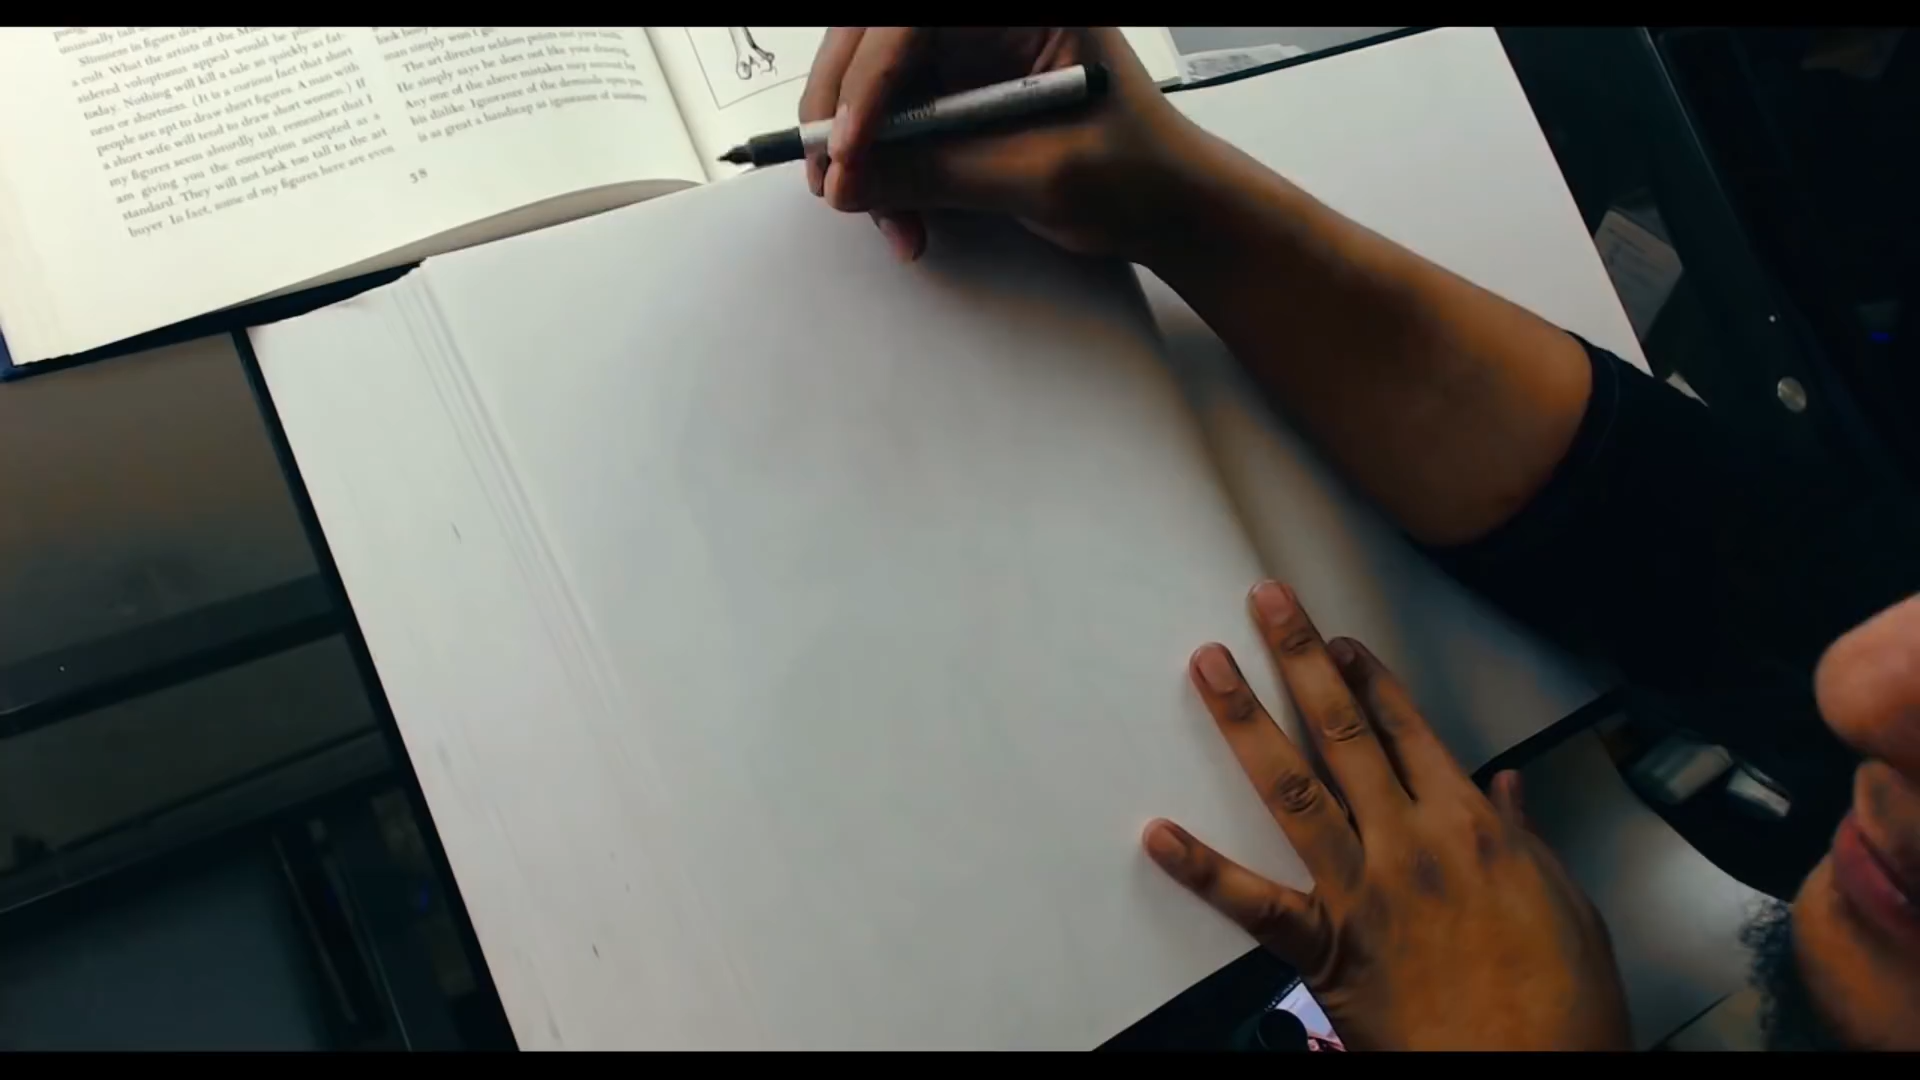 unusually tall
Slimness in figure dra
a cult. What the artists of the Mi
sidered voluptuous appeal would be pla
today. Nothing will kill a sale as quickly as fat-
ness or shortness. (It is a curious fact that short
people are apt to draw short figures. A man with
a short wife will tend to draw short women.) If
my figures seem absurdly tall, remember that I
am giving you the conception accepted as a
standard. They will not look too tall to the art
buyer. In fact, some of my figures here are even
man simply won't
The art director seldom points out your faults.
He simply says he does not like your drawing.
Any one of the above mistakes may account for
his dislike. Ignorance of the demands upon you
is as great a handicap as ignorance of anatomy
38